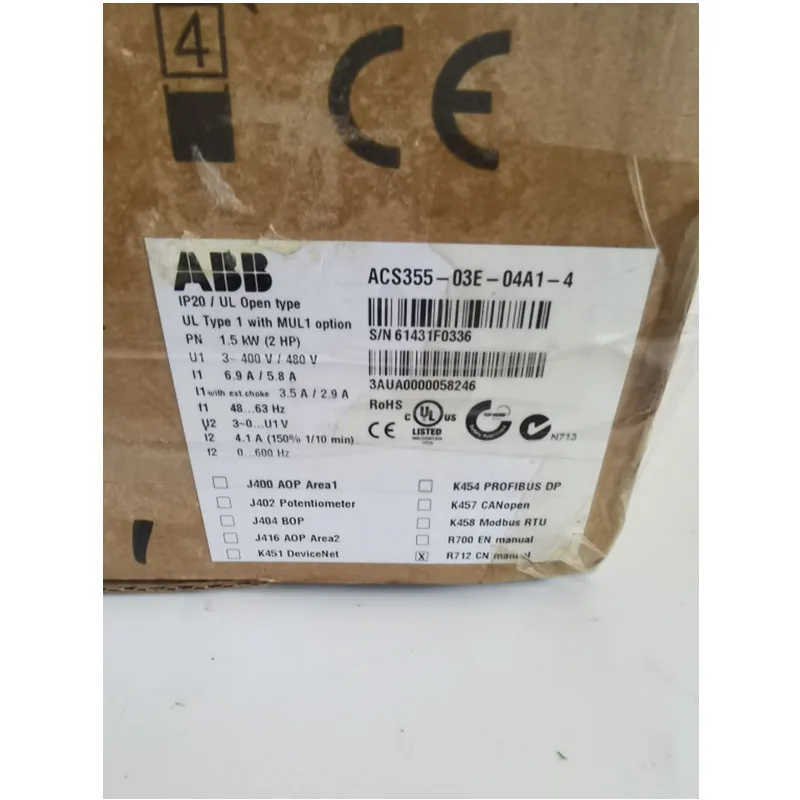 4
CE
ABB
ACS355-03E-04A1-4
IP20 / UL Open type
UL Type 1 with MUL1 option
S/N 61431F0336
PN 1.5 kW (2 HP)
U1 3~ 400 V / 480 V
3AUA0000058246
I1 6.9 A / 5.8 A
I1 with ext.choke 3.5 A / 2.9 A
f1 48...63 Hz
U2 3~0...U1 V
I2 4.1 A (150% 1/10 min)
f2 0...600 Hz
RoHS
CE
C UL US
LISTED
N713
J400 AOP Area1
J402 Potentiometer
J404 BOP
J416 AOP Area2
K451 DeviceNet
K454 PROFIBUS DP
K457 CANopen
K458 Modbus RTU
R700 EN manual
X R712 CN manual